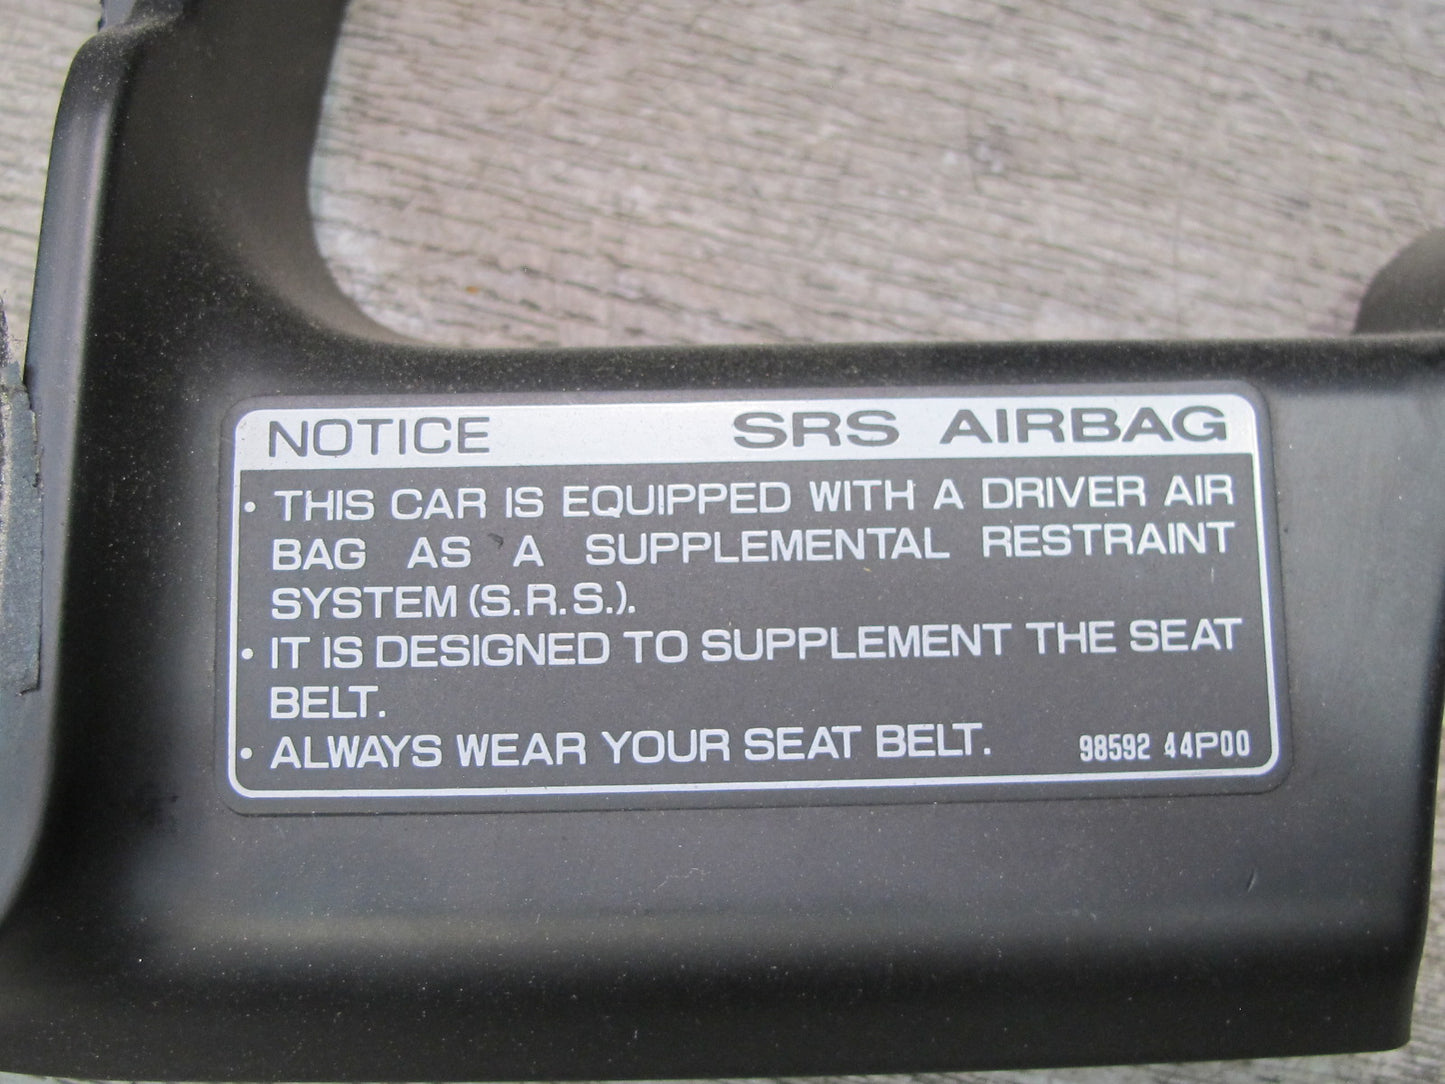 NOTICE SRS AIRBAG
• THIS CAR IS EQUIPPED WITH A DRIVER AIR
BAG AS A SUPPLEMENTAL RESTRAINT
SYSTEM (S.R.S.).
• IT IS DESIGNED TO SUPPLEMENT THE SEAT
BELT.
• ALWAYS WEAR YOUR SEAT BELT. 98592 44P00